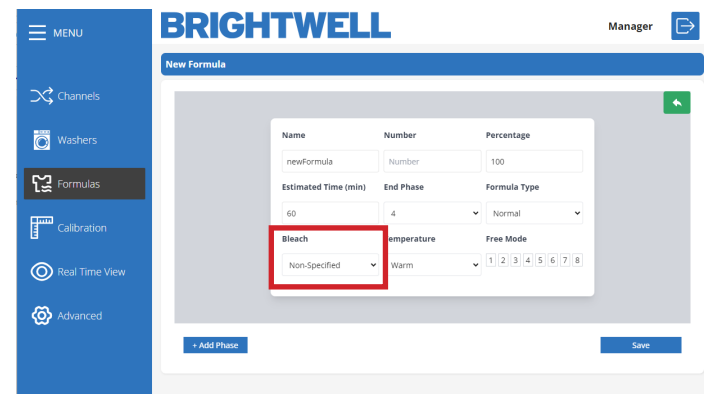 MENU
BRIGHTWELL
Manager
New Formula
Channels
Washers
Formulas
Calibration
Real Time View
Advanced
Name Number Percentage
newFormula Number 100
Estimated Time (min) End Phase Formula Type
60 4 Normal
Bleach emperature Free Mode
Non-Specified Warm 1 2 3 4 5 6 7 8
+ Add Phase Save